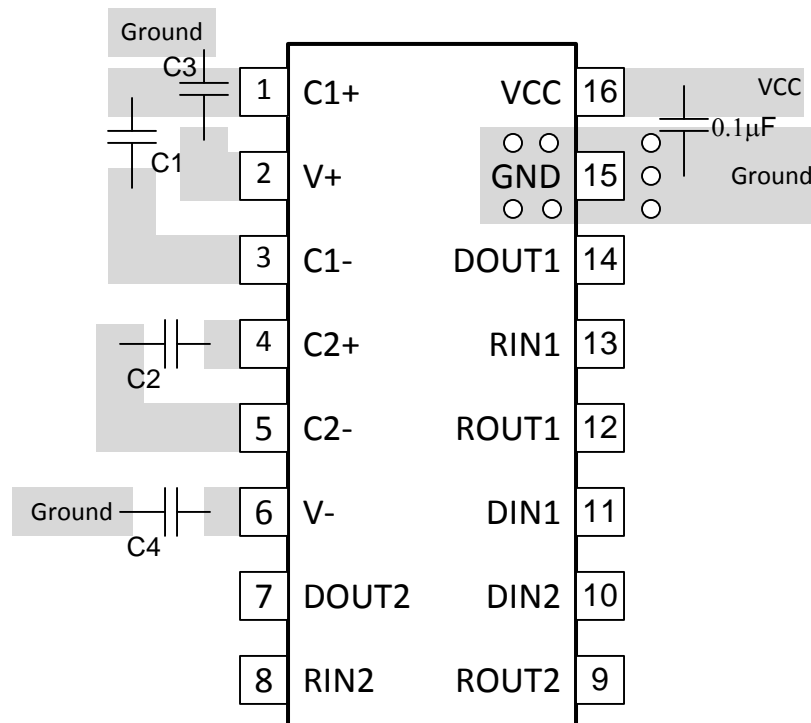 Ground
C3
1 C1+ VCC 16 VCC
0.1µF
C1
2 V+ GND 15 Ground
3 C1- DOUT1 14
4 C2+ RIN1 13
C2
5 C2- ROUT1 12
Ground 6 V- DIN1 11
C4
7 DOUT2 DIN2 10
8 RIN2 ROUT2 9